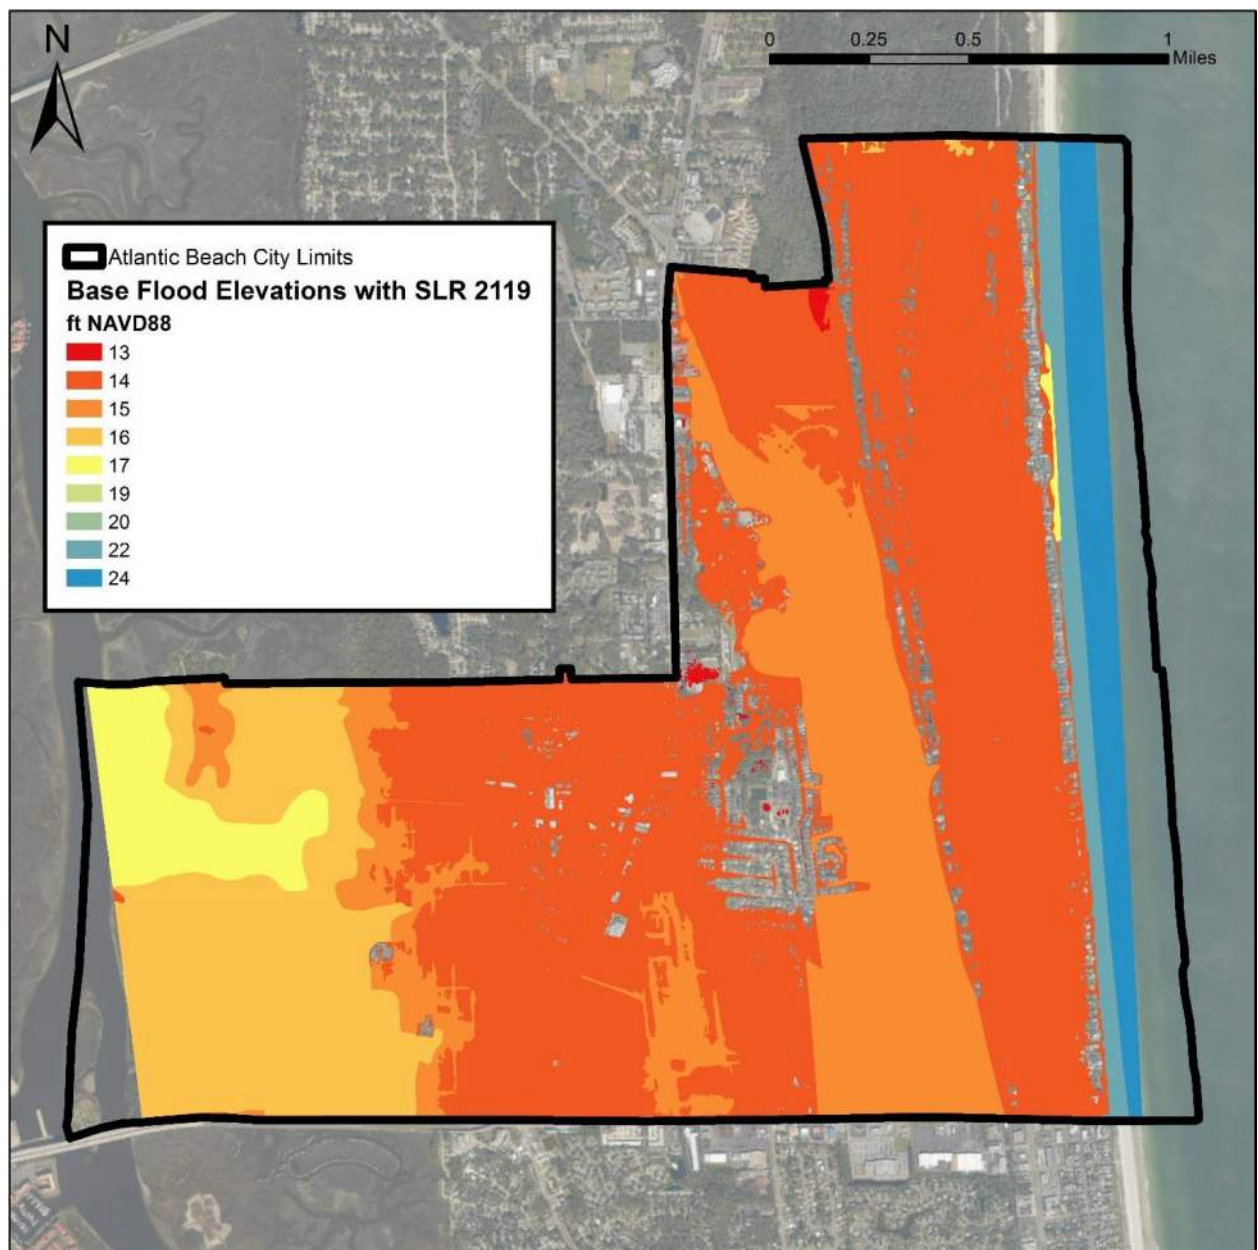 N
0 0.25 0.5 1
Miles
Atlantic Beach City Limits
Base Flood Elevations with SLR 2119
ft NAVD88
13
14
15
16
17
19
20
22
24